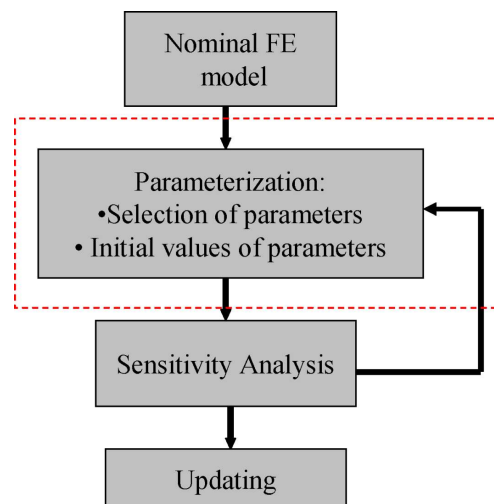 Nominal FE
model
Parameterization:
•Selection of parameters
• Initial values of parameters
Sensitivity Analysis
Updating